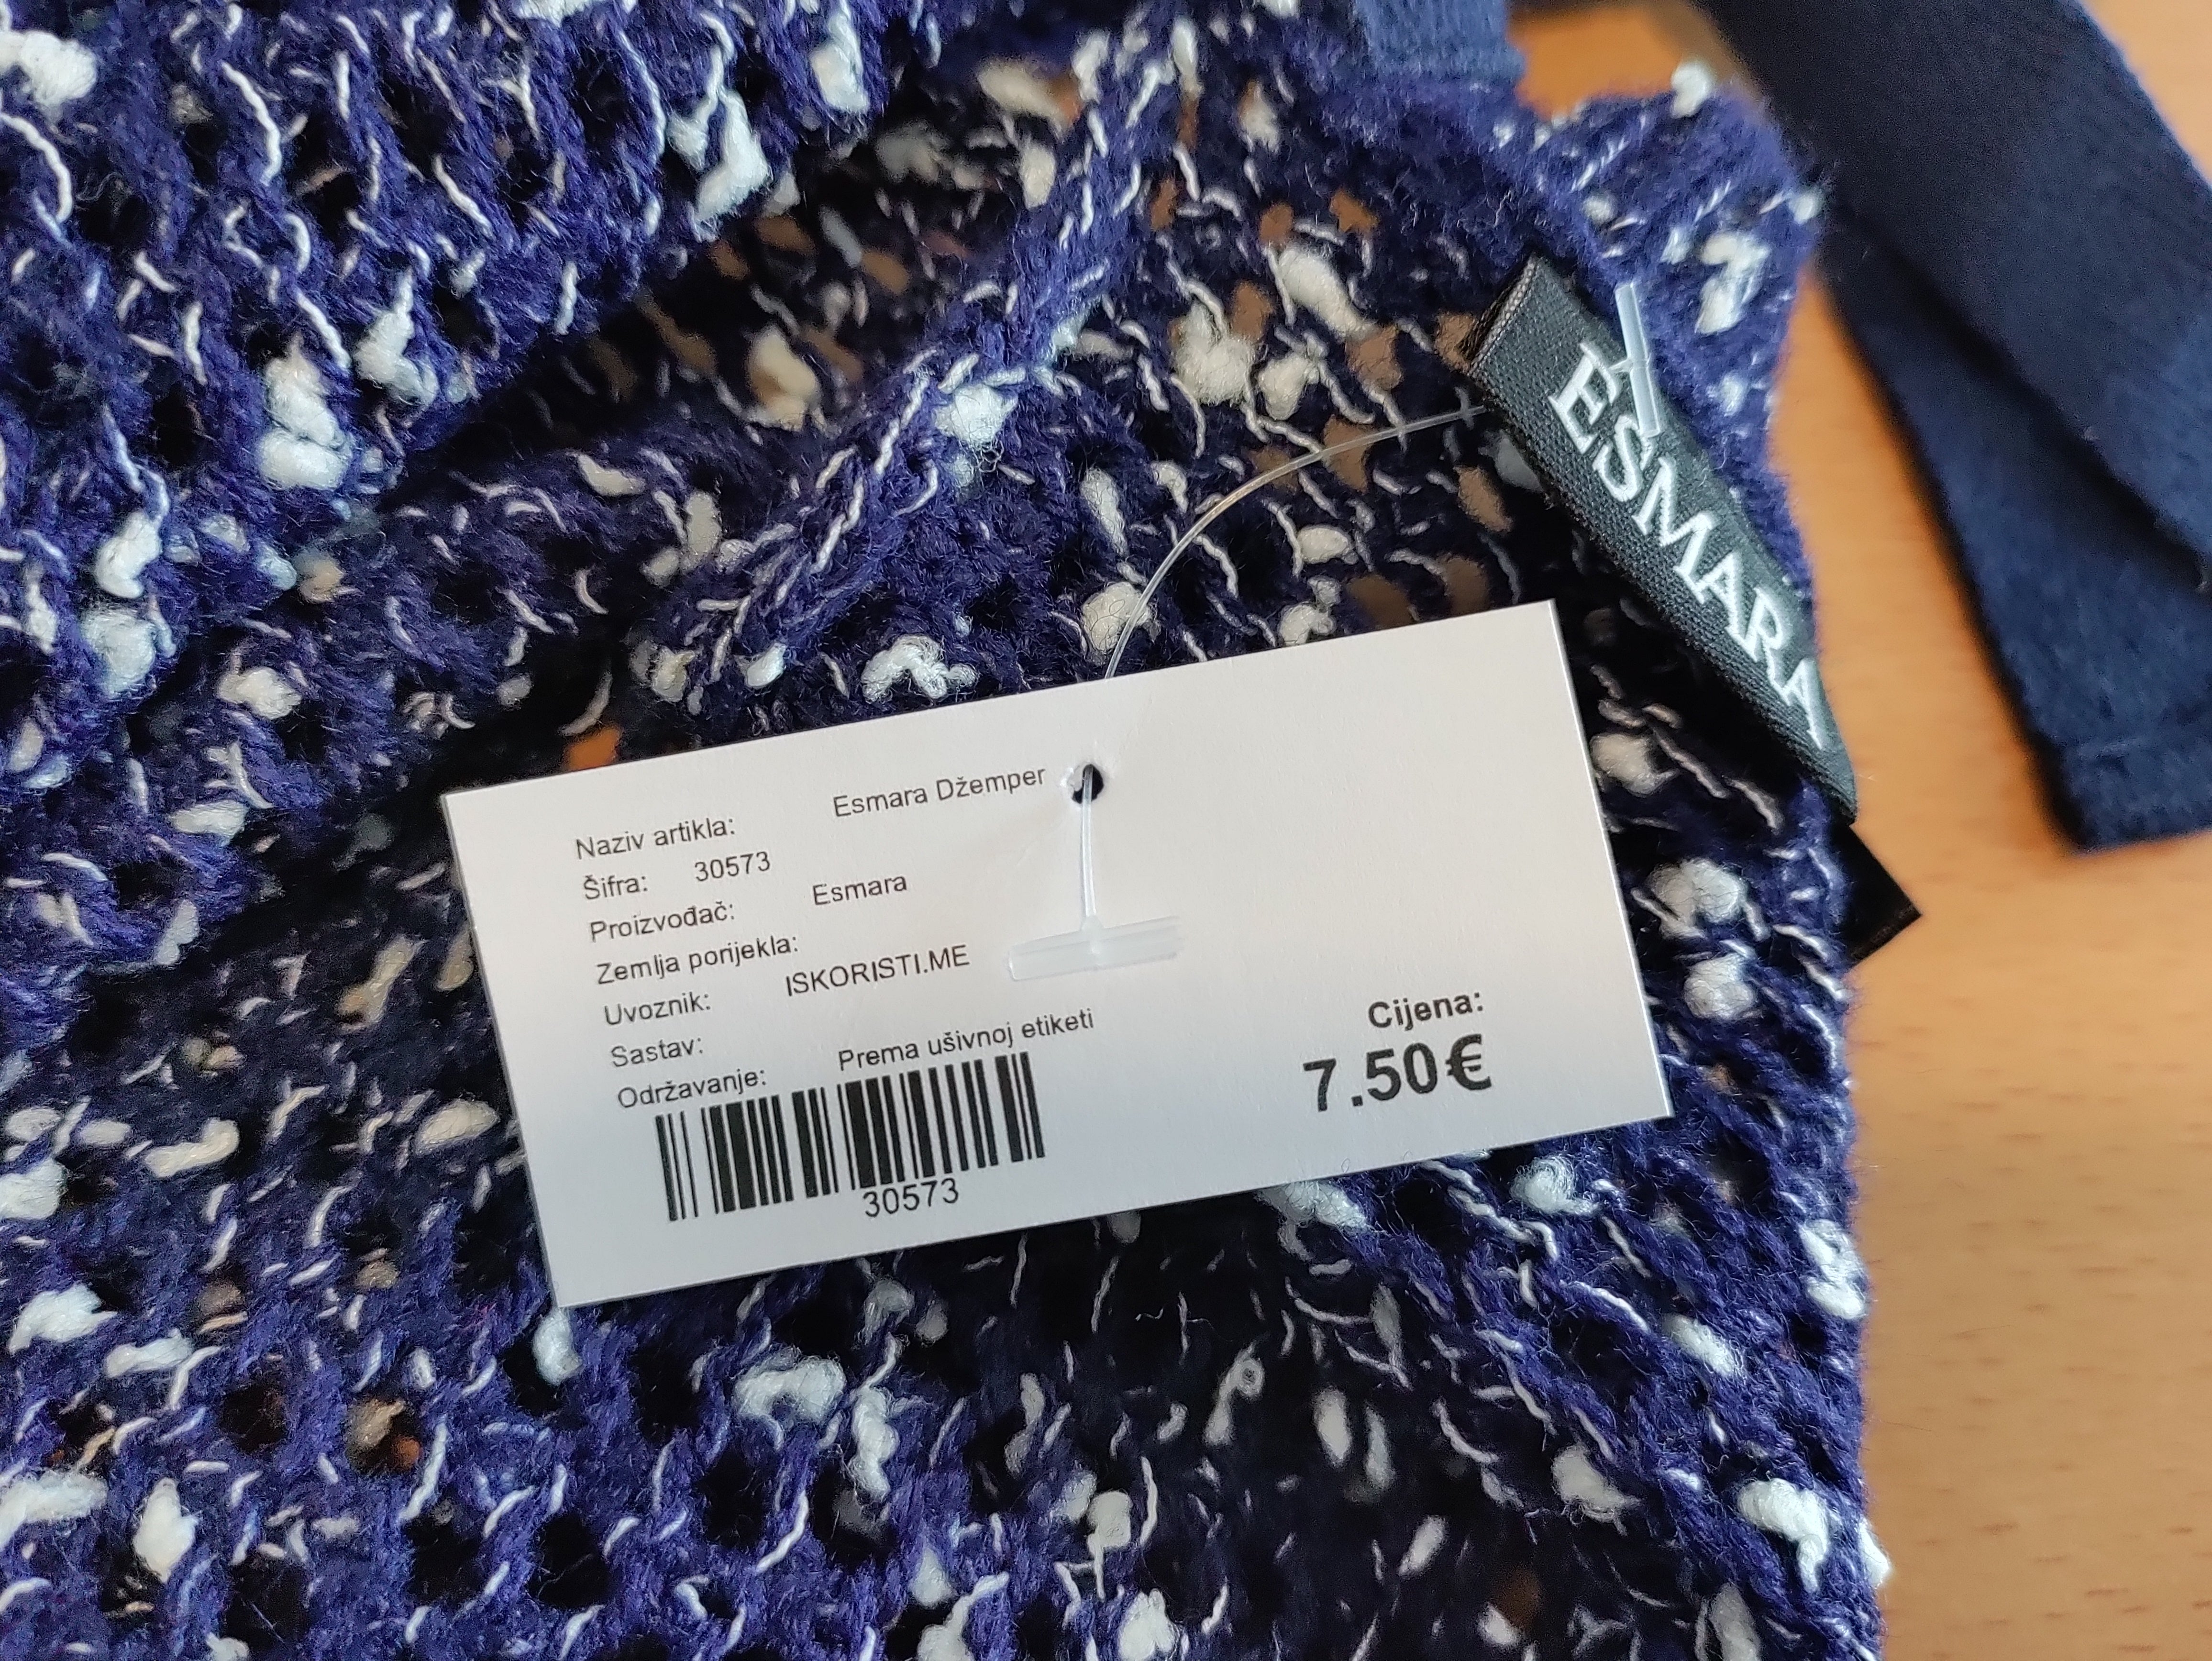 ESMARA
Naziv artikla: Esmara Džemper
Šifra: 30573
Proizvođač: Esmara
Zemlja porijekla:
Uvoznik: ISKORISTI.ME
Sastav:
Održavanje: Prema ušivnoj etiketi
30573
Cijena:
7.50€